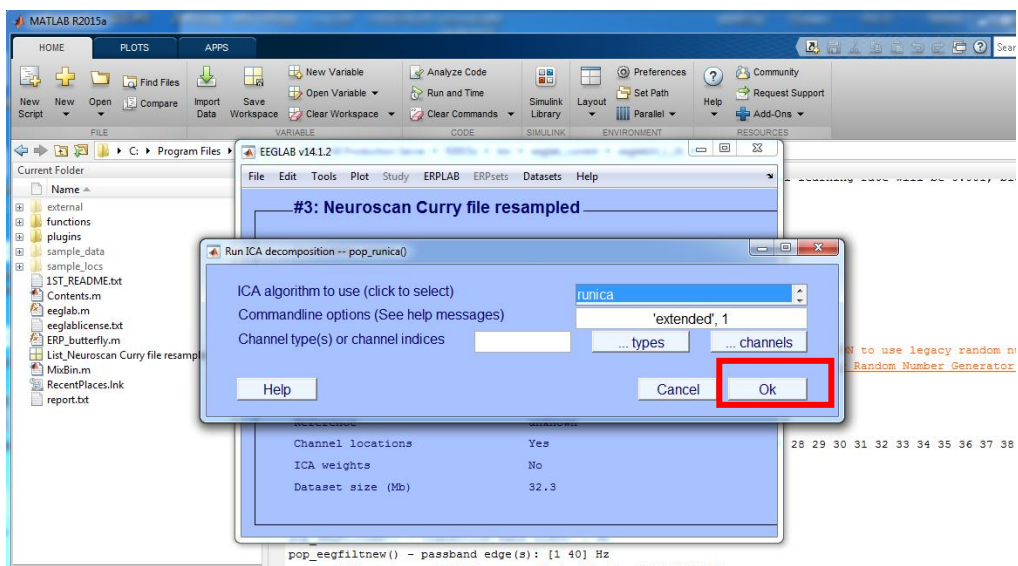 MATLAB R2015a
HOME PLOTS APPS
Sear
New Script
New
Open
Find Files
Compare
Import Data
Save Workspace
New Variable
Open Variable
Clear Workspace
Analyze Code
Run and Time
Clear Commands
Simulink Library
Layout
Preferences
Set Path
Parallel
Help
Community
Request Support
Add-Ons
FILE VARIABLE CODE SIMULINK ENVIRONMENT RESOURCES
C: Program Files
Current Folder
Name
external
functions
plugins
sample_data
sample_locs
1ST_README.txt
Contents.m
eeglab.m
eeglablicense.txt
ERP_butterfly.m
List_Neuroscan Curry file resampl
MixBin.m
RecentPlaces.lnk
report.txt
EEGLAB v14.1.2
File Edit Tools Plot Study ERPLAB ERPsets Datasets Help
#3: Neuroscan Curry file resampled
Run ICA decomposition -- pop_runica()
ICA algorithm to use (click to select) runica
Commandline options (See help messages) 'extended', 1
Channel type(s) or channel indices ... types ... channels
Help Cancel Ok
N to use legacy random nu
Random Number Generator
Channel locations Yes
ICA weights No
Dataset size (Mb) 32.3
28 29 30 31 32 33 34 35 36 37 38
pop_eegfiltnew() - passband edge(s): [1 40] Hz